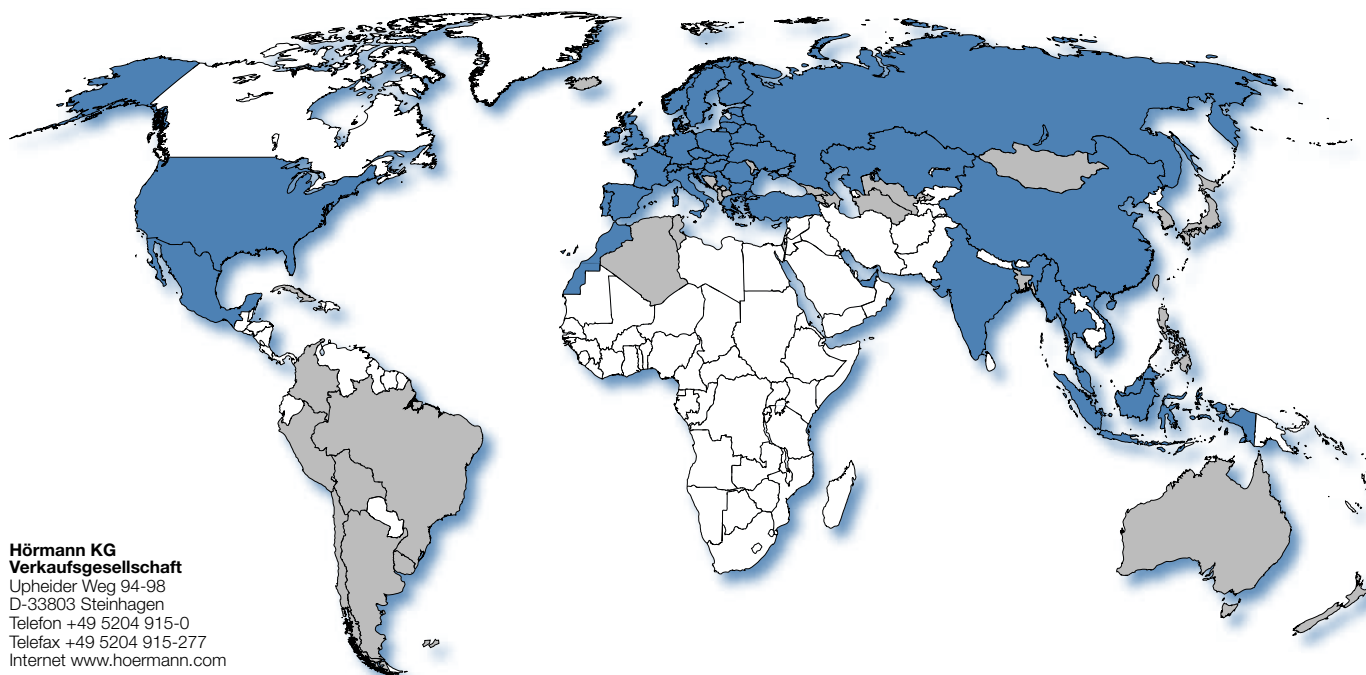 Hörmann KG
Verkaufsgesellschaft
Upheider Weg 94-98
D-33803 Steinhagen
Telefon +49 5204 915-0
Telefax +49 5204 915-277
Internet www.hoermann.com